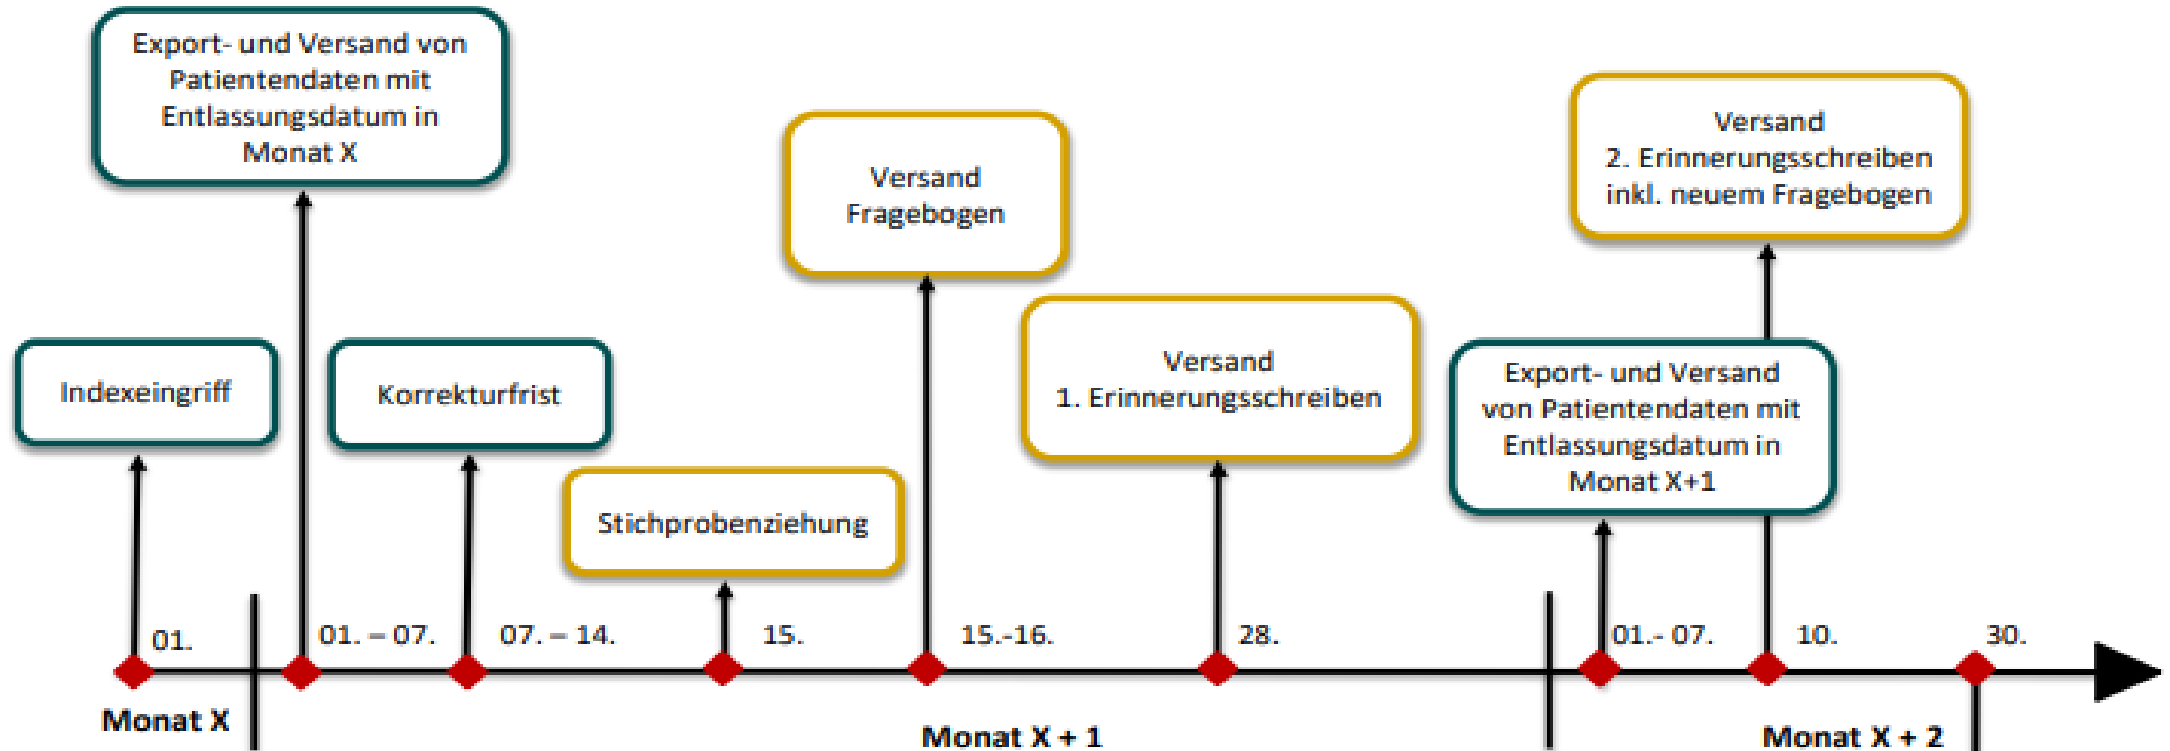 Export- und Versand von
Patientendaten mit
Entlassungsdatum in
Monat X
Versand
Fragebogen
Versand
2. Erinnerungsschreiben
inkl. neuem Fragebogen
Indexeingriff
Korrekturfrist
Stichprobenziehung
Versand
1. Erinnerungsschreiben
Export- und Versand
von Patientendaten mit
Entlassungsdatum in
Monat X+1
01.
01. – 07.
07. – 14.
15.
15.-16.
28.
01.- 07.
10.
30.
Monat X
Monat X + 1
Monat X + 2